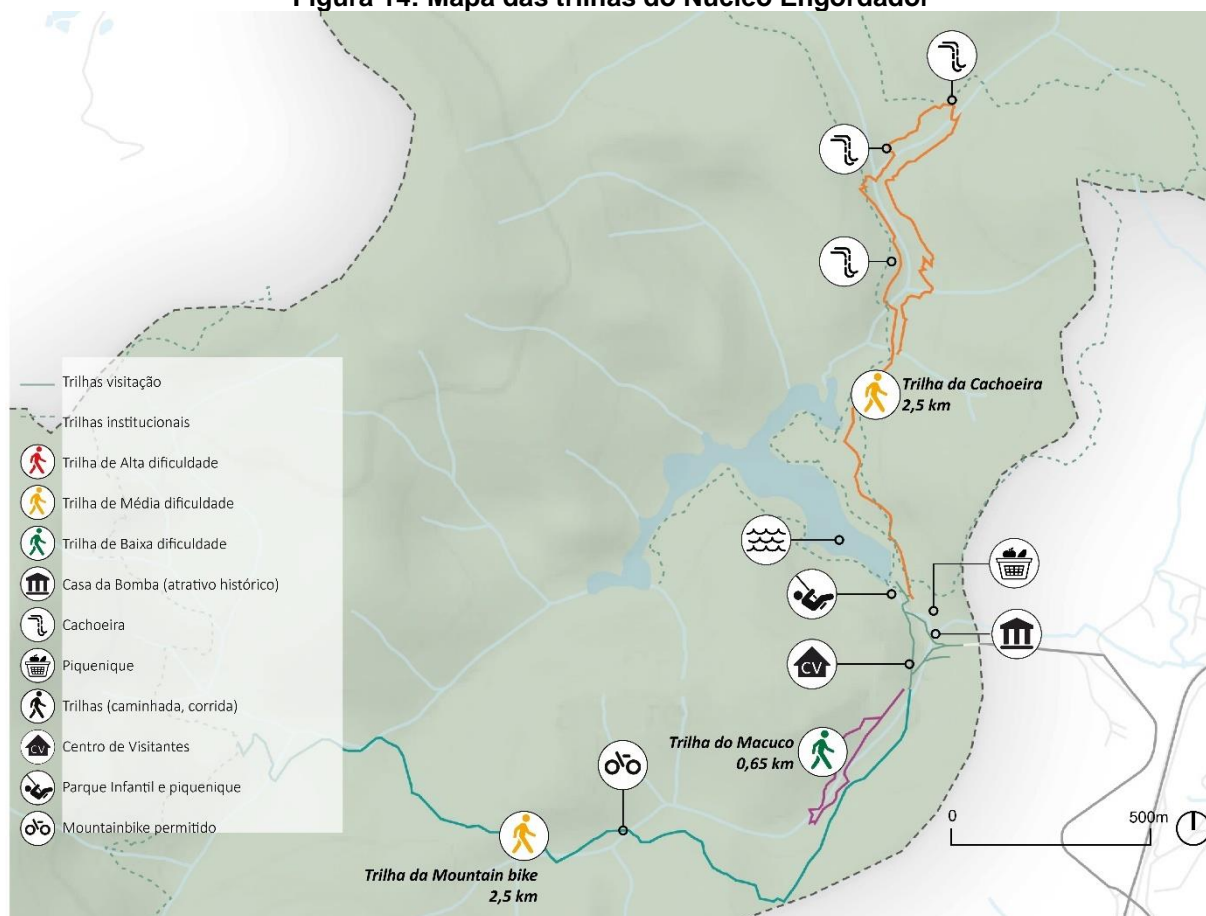 Figura 14: Mapa das trilhas do Núcleo Engordador
Trilhas visitação
Trilhas institucionais
Trilha de Alta dificuldade
Trilha de Média dificuldade
Trilha de Baixa dificuldade
Casa da Bomba (atrativo histórico)
Cachoeira
Piquenique
Trilhas (caminhada, corrida)
CV
Centro de Visitantes
Parque Infantil e piquenique
Mountainbike permitido
Trilha da Cachoeira
2,5 km
CV
Trilha do Macuco
0,65 km
Trilha da Mountain bike
2,5 km
0
500m